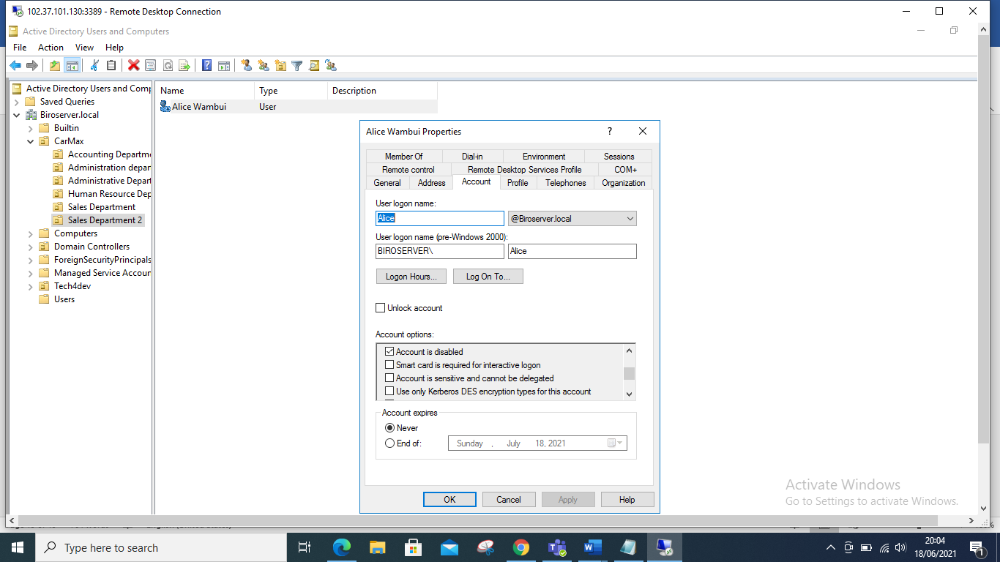 102.37.101.130:3389 - Remote Desktop Connection
Active Directory Users and Computers
File Action View Help
Active Directory Users and Comp
Saved Queries
Biroserver.local
Builtin
CarMax
Accounting Departme
Administration depar
Administrative Depart
Human Resource Dep
Sales Department
Sales Department 2
Computers
Domain Controllers
ForeignSecurityPrincipals
Managed Service Accour
Tech4dev
Users
Name Type Description
Alice Wambui User
Alice Wambui Properties ?
Member Of Dial-in Environment Sessions
Remote control Remote Desktop Services Profile COM+
General Address Account Profile Telephones Organization
User logon name:
Alice @Biroserver.local
User logon name (pre-Windows 2000):
BIROSERVER\ Alice
Logon Hours... Log On To...
Unlock account
Account options:
Account is disabled
Smart card is required for interactive logon
Account is sensitive and cannot be delegated
Use only Kerberos DES encryption types for this account
Account expires
Never
End of: Sunday , July 18, 2021
OK Cancel Apply Help
Activate Windows
Go to Settings to activate Windows.
Type here to search
20:04
18/06/2021
1